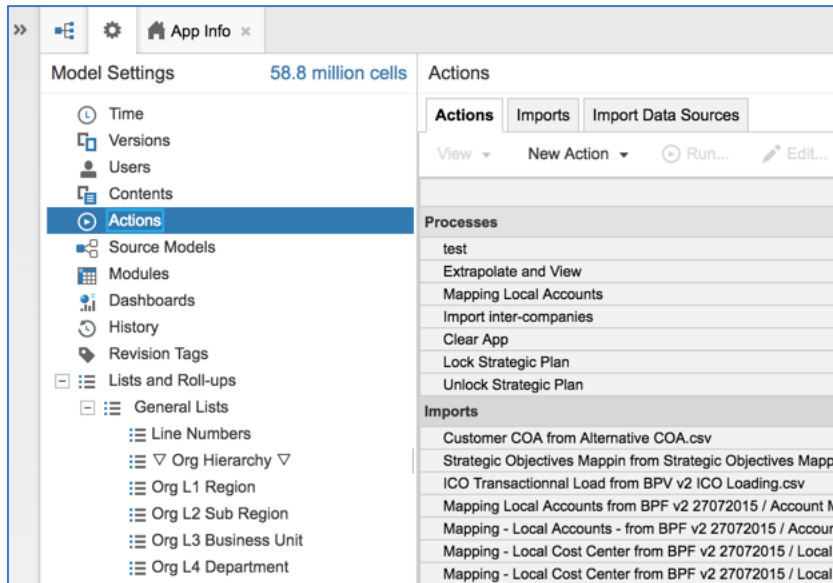 App Info
Model Settings
58.8 million cells
Time
Versions
Users
Contents
Actions
Source Models
Modules
Dashboards
History
Revision Tags
Lists and Roll-ups
General Lists
Line Numbers
▽ Org Hierarchy ▽
Org L1 Region
Org L2 Sub Region
Org L3 Business Unit
Org L4 Department
Actions
Actions Imports Import Data Sources
View New Action Run... Edit...
Processes
test
Extrapolate and View
Mapping Local Accounts
Import inter-companies
Clear App
Lock Strategic Plan
Unlock Strategic Plan
Imports
Customer COA from Alternative COA.csv
Strategic Objectives Mappin from Strategic Objectives Mapp
ICO Transactionnal Load from BPV v2 ICO Loading.csv
Mapping Local Accounts from BPF v2 27072015 / Account M
Mapping - Local Accounts - from BPF v2 27072015 / Accour
Mapping - Local Cost Center from BPF v2 27072015 / Local
Mapping - Local Cost Center from BPF v2 27072015 / Local